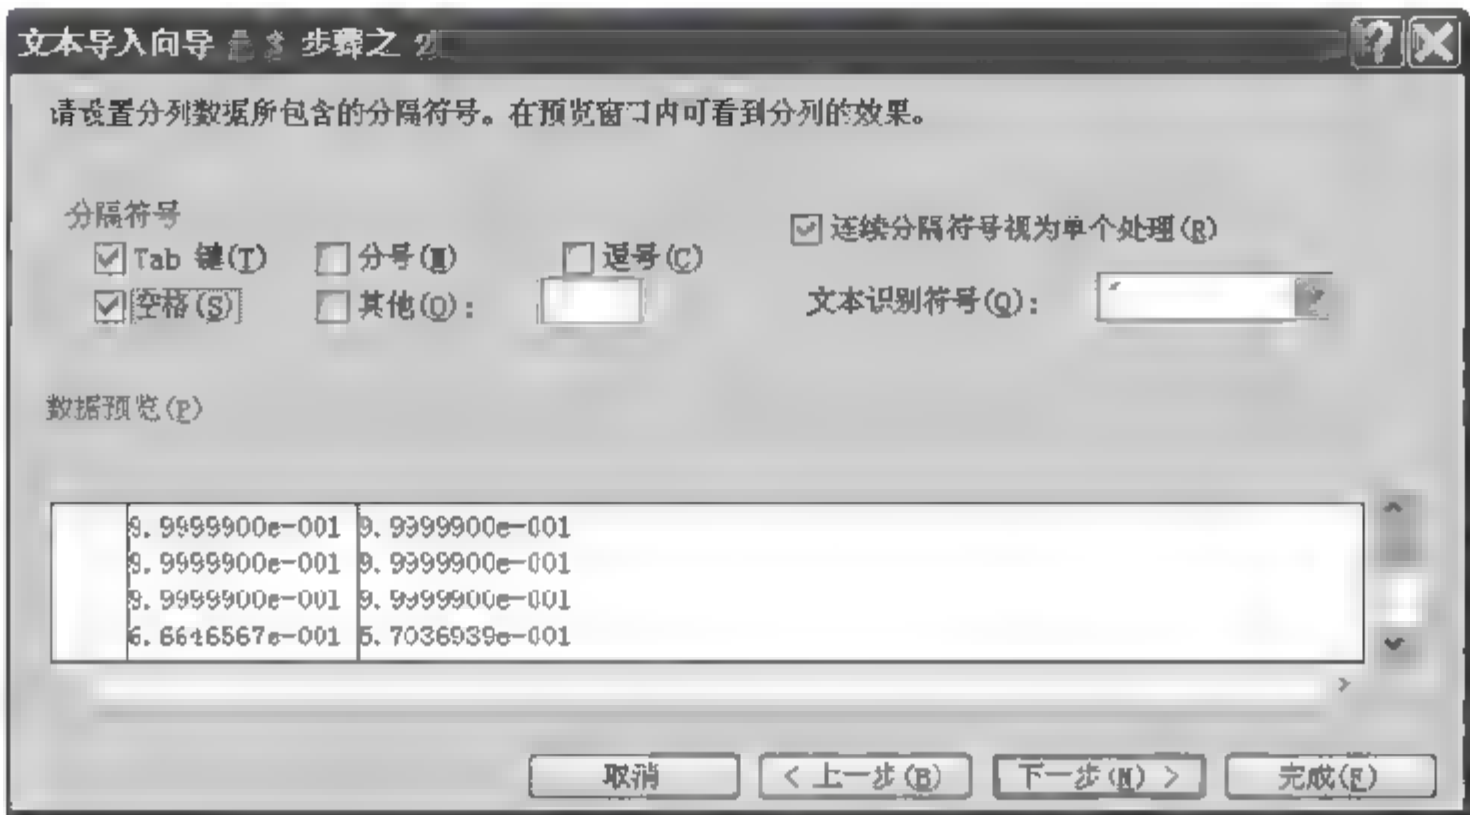 文本导入向导 - 3 步骤之 2
请设置分列数据所包含的分隔符号。在预览窗口内可看到分列的效果。
分隔符号
Tab 键(T) 分号(M) 逗号(C) 连续分隔符号视为单个处理(R)
空格(S) 其他(O): 文本识别符号(Q): "
数据预览(P)
9.9999900e-001 9.9999900e-001
9.9999900e-001 9.9999900e-001
9.9999900e-001 9.9999900e-001
6.6646567e-001 5.7036939e-001
取消 < 上一步(B) 下一步(N) > 完成(F)